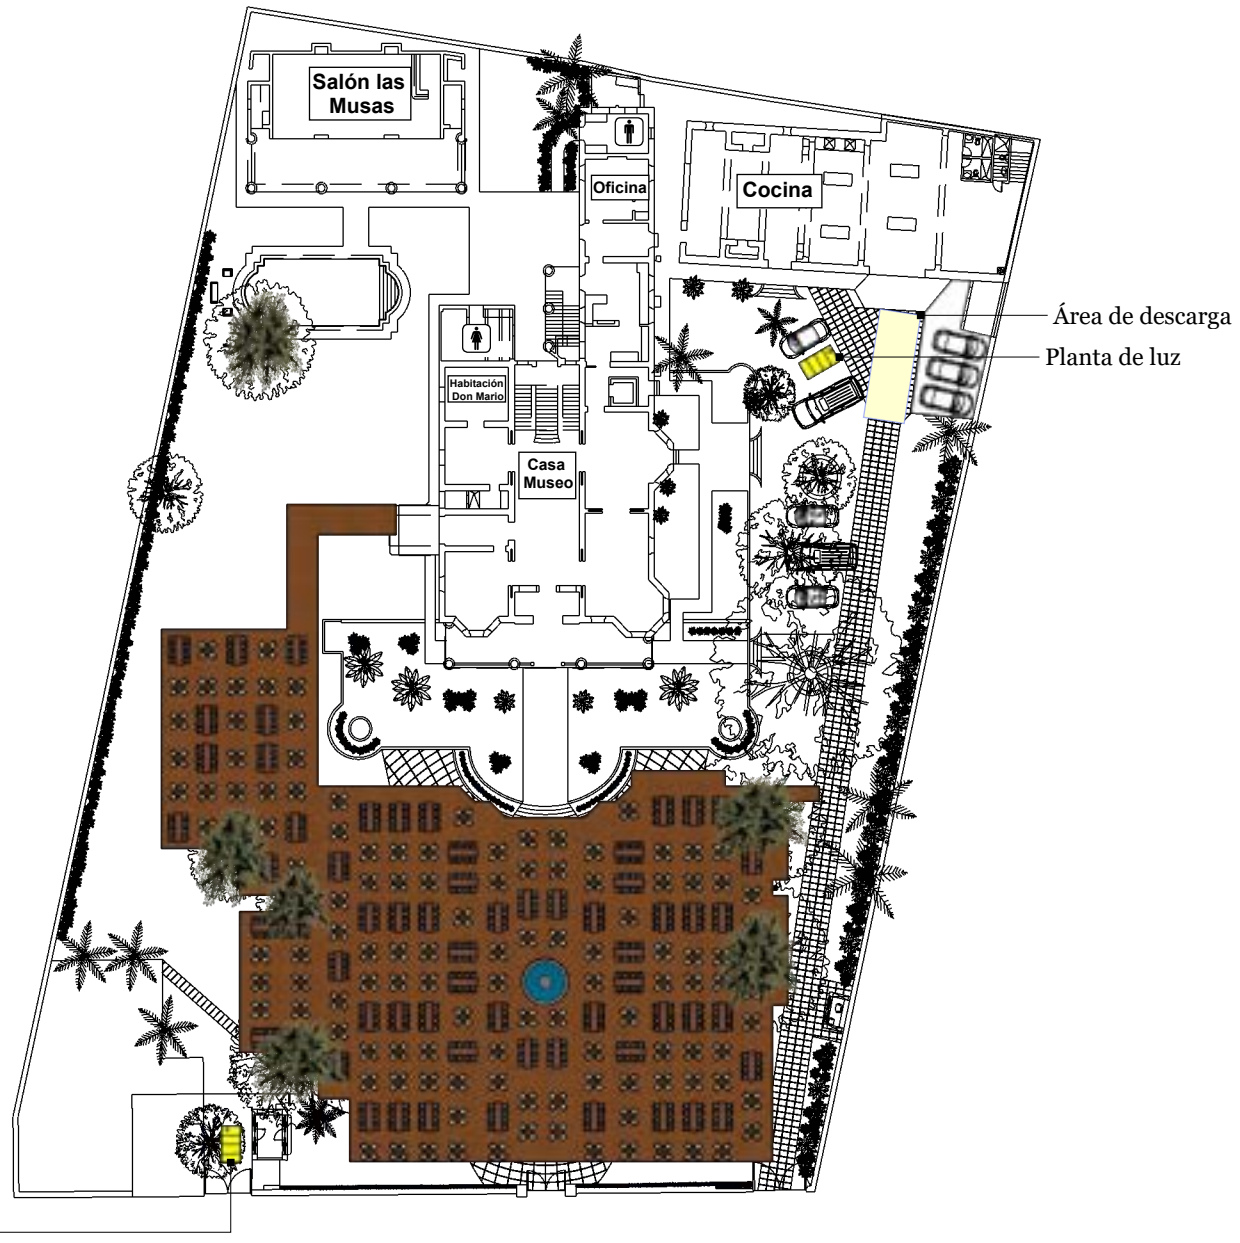 Salón las
Musas
Oficina
Cocina
Área de descarga
Planta de luz
Habitación
Don Mario
Casa
Museo